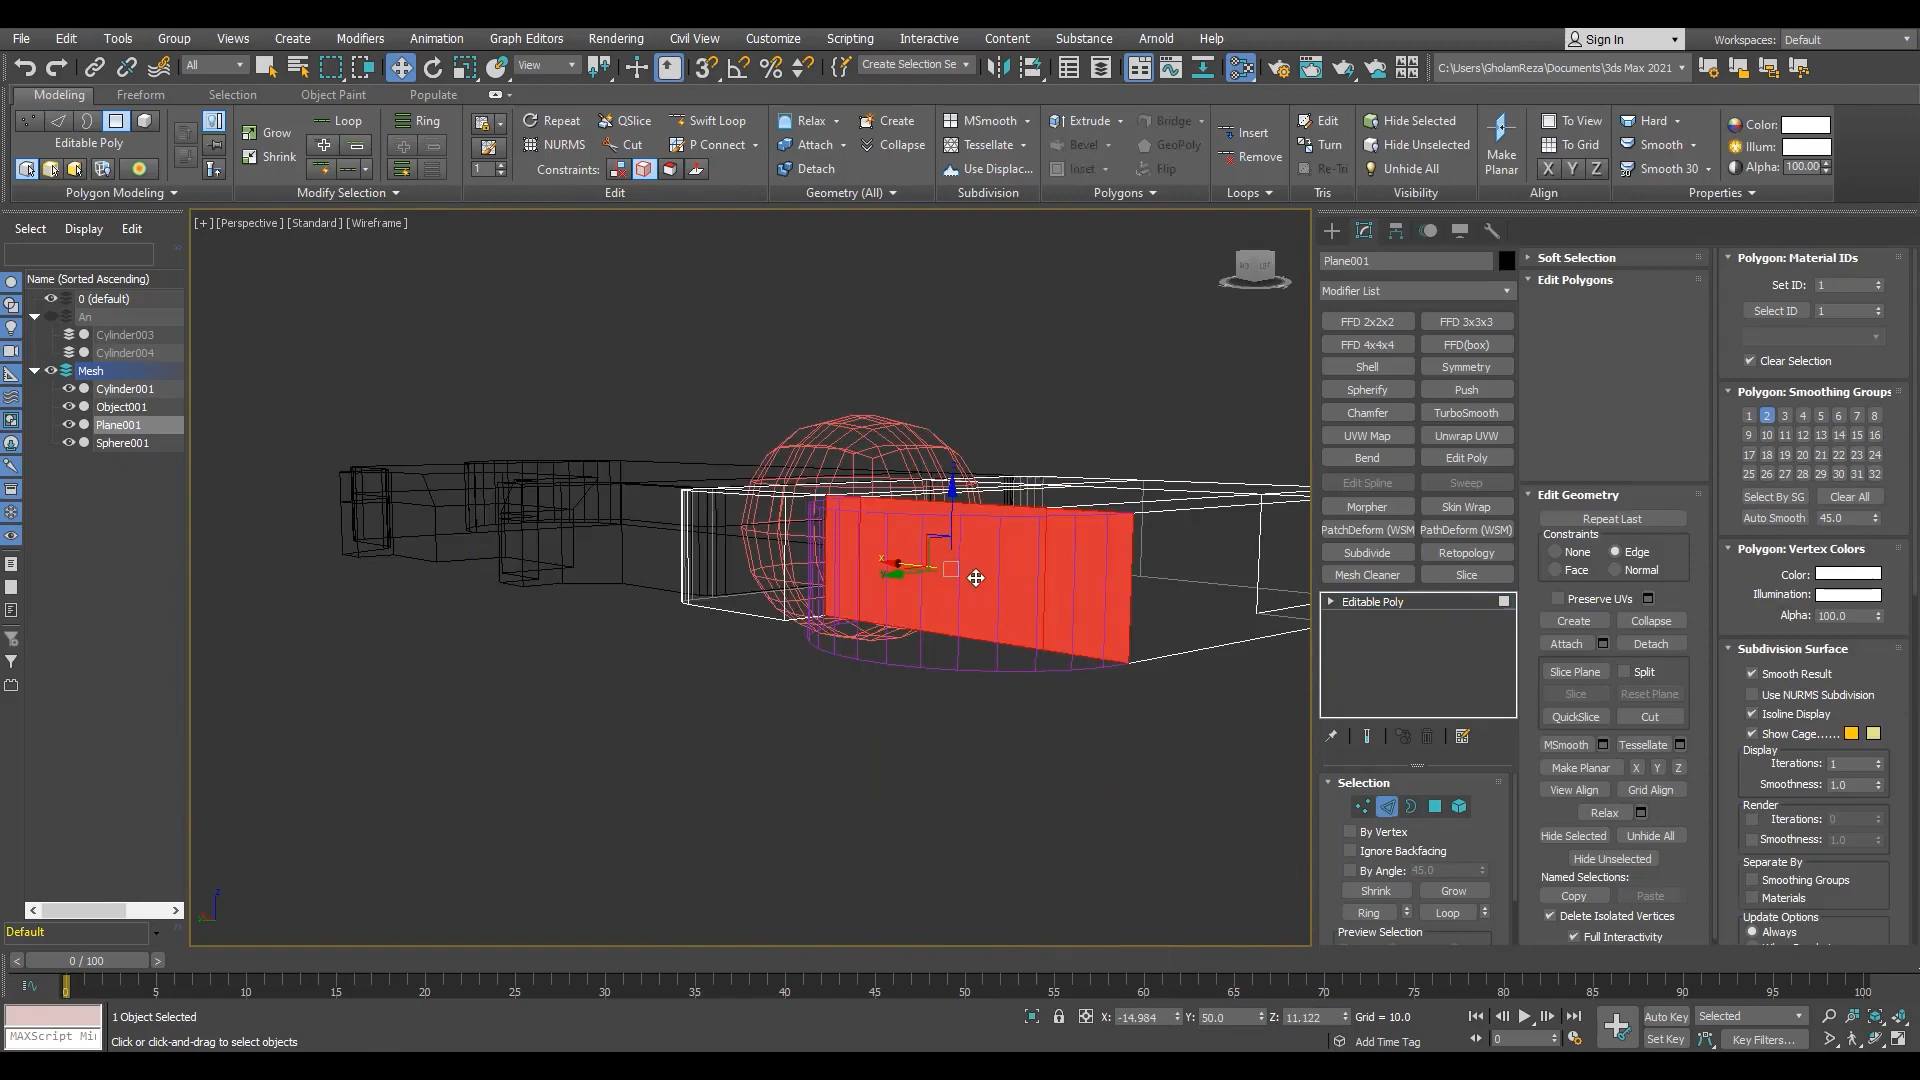 File Edit Tools Group Views Create Modifiers Animation Graph Editors Rendering Civil View Customize Scripting Interactive Content Substance Arnold Help Sign In Workspaces: Default
All View Create Selection Se C:\Users\GholamReza\Documents\3ds Max 2021
Modeling Freeform Selection Object Paint Populate
Loop Ring Repeat QSlice Swift Loop Relax Create MSmooth Extrude Bridge Edit Hide Selected To View Hard Color:
Editable Poly Grow NURMS Cut P Connect Attach Collapse Tessellate Bevel GeoPoly Insert Turn Hide Unselected Make Planar To Grid Smooth Illum:
Shrink 1 Constraints: Detach Use Displac... Inset Flip Remove Re-Tri Unhide All X Y Z Smooth 30 Alpha: 100.00
Polygon Modeling Modify Selection Edit Geometry (All) Subdivision Polygons Loops Tris Visibility Align Properties
Select Display Edit
Name (Sorted Ascending)
0 (default)
An
Cylinder003
Cylinder004
Mesh
Cylinder001
Object001
Plane001
Sphere001
Default
[+] [Perspective ] [Standard ] [Wireframe ]
x
z
Plane001
Modifier List
FFD 2x2x2 FFD 3x3x3
FFD 4x4x4 FFD(box)
Shell Symmetry
Spherify Push
Chamfer TurboSmooth
UVW Map Unwrap UVW
Bend Edit Poly
Edit Spline Sweep
Morpher Skin Wrap
PatchDeform (WSM PathDeform (WSM)
Subdivide Retopology
Mesh Cleaner Slice
Editable Poly
Selection
By Vertex
Ignore Backfacing
By Angle: 45.0
Shrink Grow
Ring Loop
Preview Selection
Soft Selection
Edit Polygons
Edit Geometry
Repeat Last
Constraints
None Edge
Face Normal
Preserve UVs
Create Collapse
Attach Detach
Slice Plane Split
Slice Reset Plane
QuickSlice Cut
MSmooth Tessellate
Make Planar X Y Z
View Align Grid Align
Relax
Hide Selected Unhide All
Hide Unselected
Named Selections:
Copy Paste
Delete Isolated Vertices
Full Interactivity
Polygon: Material IDs
Set ID: 1
Select ID 1
Clear Selection
Polygon: Smoothing Groups
1 2 3 4 5 6 7 8
9 10 11 12 13 14 15 16
17 18 19 20 21 22 23 24
25 26 27 28 29 30 31 32
Select By SG Clear All
Auto Smooth 45.0
Polygon: Vertex Colors
Color:
Illumination:
Alpha: 100.0
Subdivision Surface
Smooth Result
Use NURMS Subdivision
Isoline Display
Show Cage......
Display
Iterations: 1
Smoothness: 1.0
Render
Iterations: 0
Smoothness: 1.0
Separate By
Smoothing Groups
Materials
Update Options
Always
< 0 / 100 >
0 5 10 15 20 25 30 35 40 45 50 55 60 65 70 75 80 85 90 95 100
1 Object Selected X: -14.984 Y: 50.0 Z: 11.122 Grid = 10.0 Auto Key Selected
MAXScript Mi Click or click-and-drag to select objects Add Time Tag 0 Set Key Key Filters...